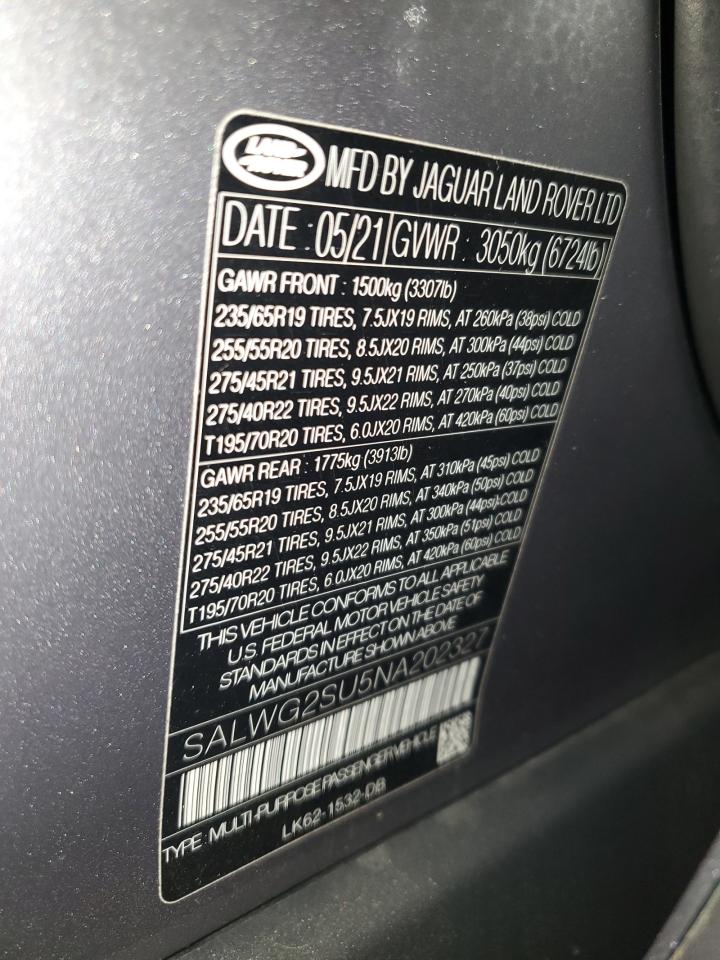 LAND ROVER
MFD BY JAGUAR LAND ROVER LTD
DATE : 05/21 GVWR : 3050kg (6724lb)
GAWR FRONT : 1500kg (3307lb)
235/65R19 TIRES, 7.5JX19 RIMS, AT 260kPa (38psi) COLD
255/55R20 TIRES, 8.5JX20 RIMS, AT 300kPa (44psi) COLD
275/45R21 TIRES, 9.5JX21 RIMS, AT 250kPa (37psi) COLD
275/40R22 TIRES, 9.5JX22 RIMS, AT 270kPa (40psi) COLD
T195/70R20 TIRES, 6.0JX20 RIMS, AT 420kPa (60psi) COLD
GAWR REAR : 1775kg (3913lb)
235/65R19 TIRES, 7.5JX19 RIMS, AT 310kPa (45psi) COLD
255/55R20 TIRES, 8.5JX20 RIMS, AT 340kPa (50psi) COLD
275/45R21 TIRES, 9.5JX21 RIMS, AT 300kPa (44psi) COLD
275/40R22 TIRES, 9.5JX22 RIMS, AT 350kPa (51psi) COLD
T195/70R20 TIRES, 6.0JX20 RIMS, AT 420kPa (60psi) COLD
THIS VEHICLE CONFORMS TO ALL APPLICABLE
U.S. FEDERAL MOTOR VEHICLE SAFETY
STANDARDS IN EFFECT ON THE DATE OF
MANUFACTURE SHOWN ABOVE
SALWG2SU5NA202327
TYPE : MULTI-PURPOSE PASSENGER VEHICLE
LK62-1532-DB